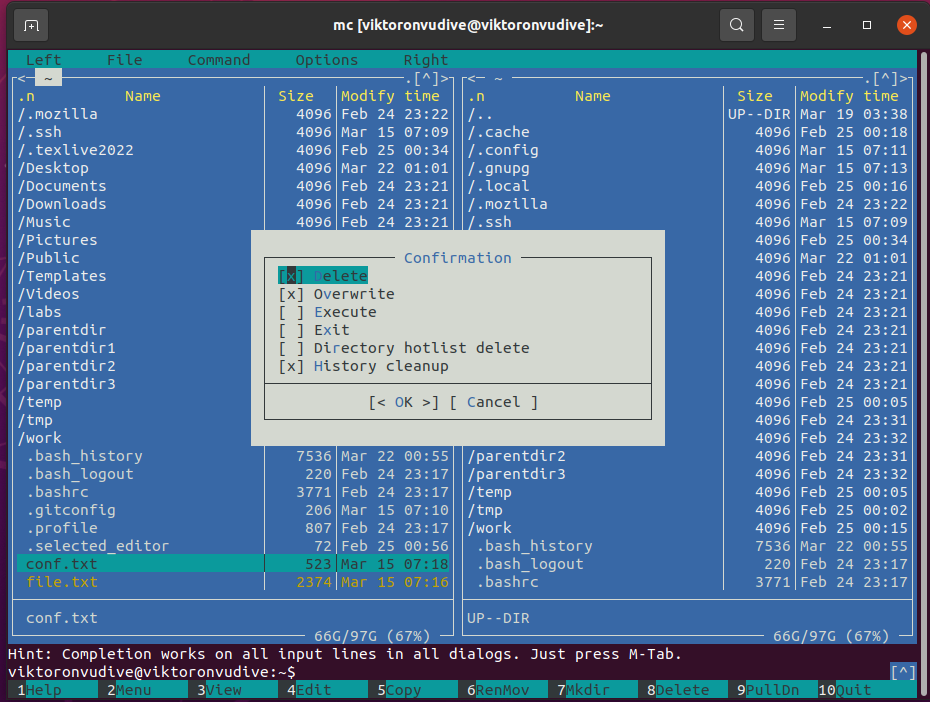 mc [viktoronvudive@viktoronvudive]:~
Left File Command Options Right
<─ ~ .[^]> <─ ~ .[^]>
.n Name Size Modify time .n Name Size Modify time
/.mozilla 4096 Feb 24 23:22 /.. UP--DIR Mar 19 03:38
/.ssh 4096 Mar 15 07:09 /.cache 4096 Feb 25 00:18
/.texlive2022 4096 Feb 25 00:34 /.config 4096 Mar 15 07:11
/Desktop 4096 Mar 22 01:01 /.gnupg 4096 Mar 15 07:13
/Documents 4096 Feb 24 23:21 /.local 4096 Feb 25 00:16
/Downloads 4096 Feb 24 23:21 /.mozilla 4096 Feb 24 23:22
/Music 4096 Feb 24 23:21 /.ssh 4096 Mar 15 07:09
/Pictures 4096 Feb 25 00:34
/Public Confirmation 4096 Mar 22 01:01
/Templates [x] Delete 4096 Feb 24 23:21
/Videos [x] Overwrite 4096 Feb 24 23:21
/labs [ ] Execute 4096 Feb 24 23:21
/parentdir [ ] Exit 4096 Feb 24 23:21
/parentdir1 [ ] Directory hotlist delete 4096 Feb 24 23:21
/parentdir2 [x] History cleanup 4096 Feb 24 23:21
/parentdir3 4096 Feb 24 23:21
/temp [< OK >] [ Cancel ] 4096 Feb 25 00:05
/tmp 4096 Feb 24 23:31
/work 4096 Feb 24 23:32
.bash_history 7536 Mar 22 00:55 /parentdir2 4096 Feb 24 23:31
.bash_logout 220 Feb 24 23:17 /parentdir3 4096 Feb 24 23:32
.bashrc 3771 Feb 24 23:17 /temp 4096 Feb 25 00:05
.gitconfig 206 Mar 15 07:10 /tmp 4096 Feb 25 00:02
.profile 807 Feb 24 23:17 /work 4096 Feb 25 00:15
.selected_editor 72 Feb 25 00:56 .bash_history 7536 Mar 22 00:55
conf.txt 523 Mar 15 07:18 .bash_logout 220 Feb 24 23:17
file.txt 2374 Mar 15 07:16 .bashrc 3771 Feb 24 23:17
conf.txt UP--DIR
66G/97G (67%) 66G/97G (67%)
Hint: Completion works on all input lines in all dialogs. Just press M-Tab.
viktoronvudive@viktoronvudive:~$ [^]
1Help 2Menu 3View 4Edit 5Copy 6RenMov 7Mkdir 8Delete 9PullDn 10Quit